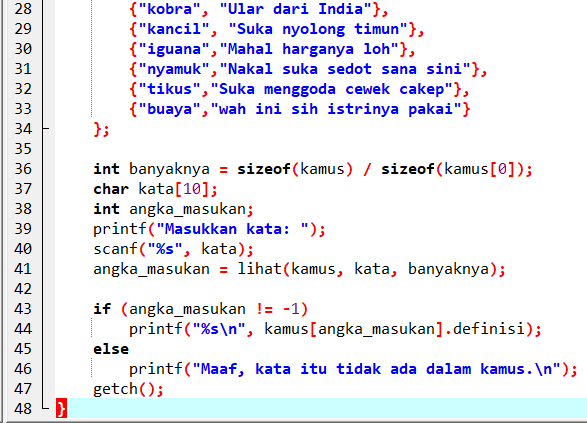 28 {"kobra", "Ular dari India"},
29 {"kancil", "Suka nyolong timun"},
30 {"iguana","Mahal harganya loh"},
31 {"nyamuk","Nakal suka sedot sana sini"},
32 {"tikus","Suka menggoda cewek cakep"},
33 {"buaya","wah ini sih istrinya pakai"}
34 };
35
36 int banyaknya = sizeof(kamus) / sizeof(kamus[0]);
37 char kata[10];
38 int angka_masukan;
39 printf("Masukkan kata: ");
40 scanf("%s", kata);
41 angka_masukan = lihat(kamus, kata, banyaknya);
42
43 if (angka_masukan != -1)
44 printf("%s\n", kamus[angka_masukan].definisi);
45 else
46 printf("Maaf, kata itu tidak ada dalam kamus.\n");
47 getch();
48 }